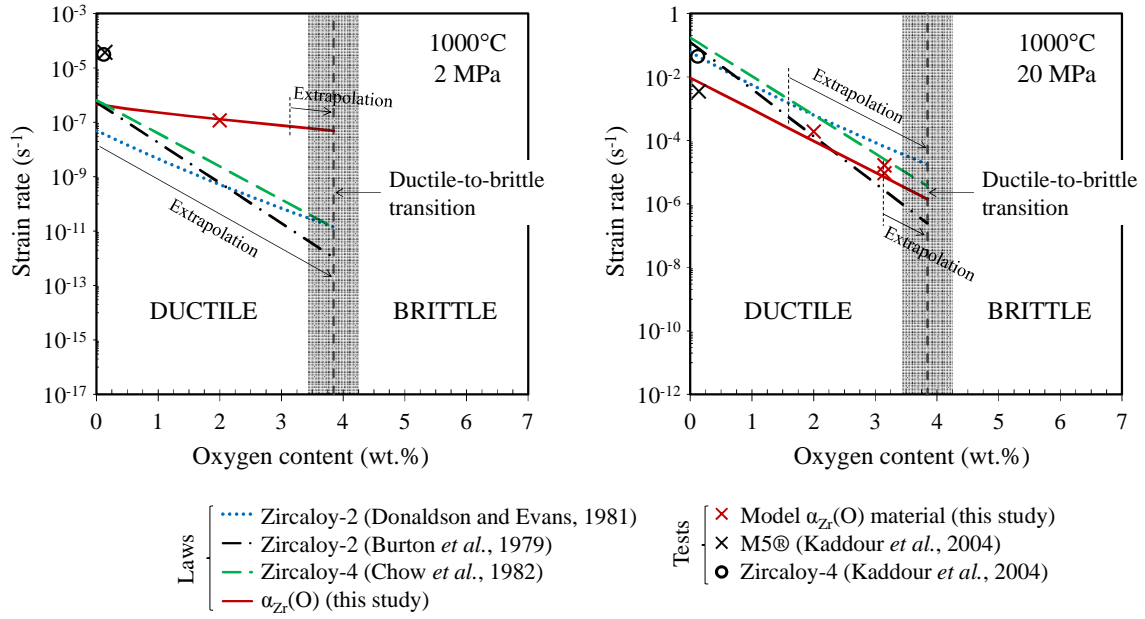 10⁻³
10⁻⁵
10⁻⁷
10⁻⁹
10⁻¹¹
10⁻¹³
10⁻¹⁵
10⁻¹⁷
Strain rate (s⁻¹)
1000°C
2 MPa
Extrapolation
Extrapolation
Ductile-to-brittle
transition
DUCTILE
BRITTLE
0 1 2 3 4 5 6 7
Oxygen content (wt.%)
1
10⁻²
10⁻⁴
10⁻⁶
10⁻⁸
10⁻¹⁰
10⁻¹²
Strain rate (s⁻¹)
1000°C
20 MPa
Extrapolation
Ductile-to-brittle
transition
Extrapolation
DUCTILE
BRITTLE
0 1 2 3 4 5 6 7
Oxygen content (wt.%)
Laws
Zircaloy-2 (Donaldson and Evans, 1981)
Zircaloy-2 (Burton et al., 1979)
Zircaloy-4 (Chow et al., 1982)
α_Zr(O) (this study)
Tests
Model α_Zr(O) material (this study)
M5® (Kaddour et al., 2004)
Zircaloy-4 (Kaddour et al., 2004)